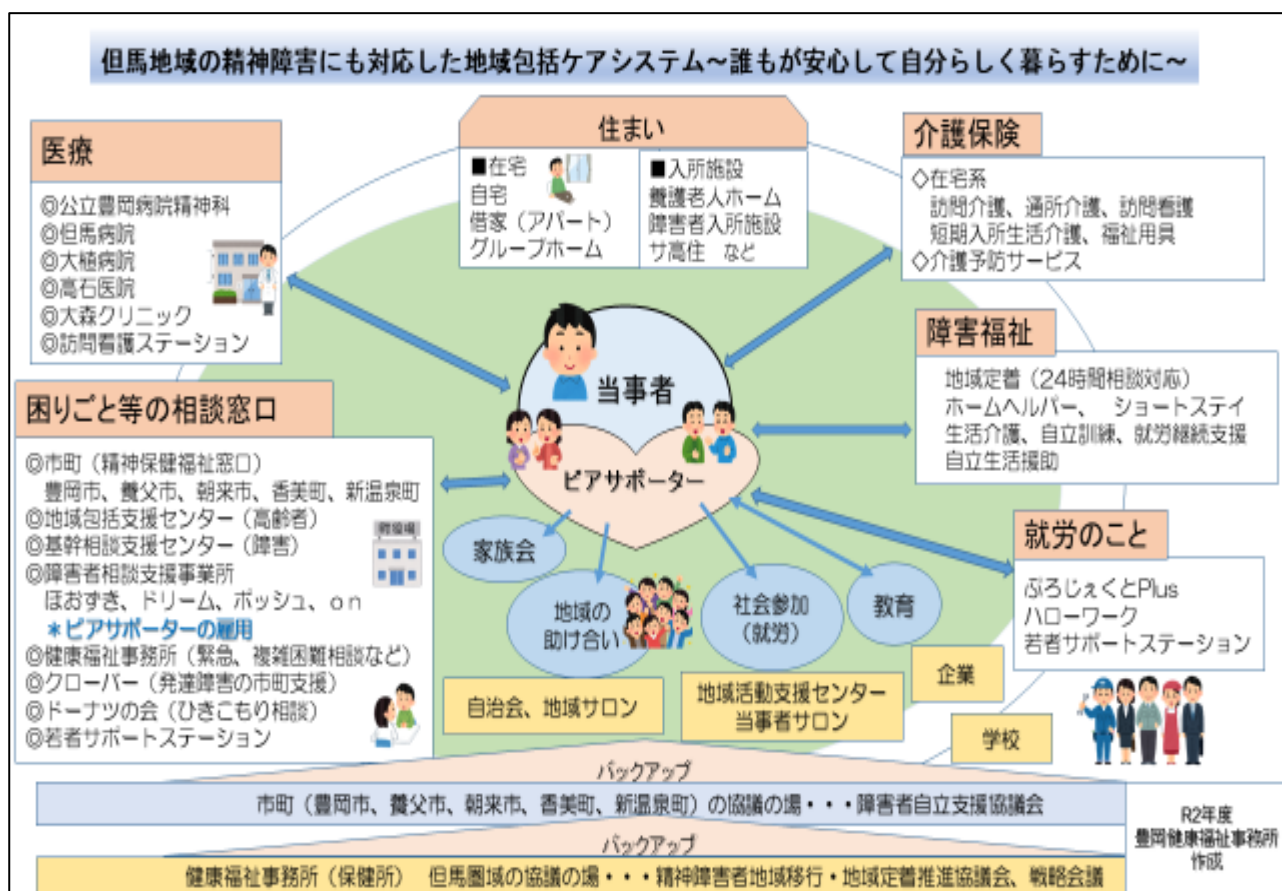 但馬地域の精神障害にも対応した地域包括ケアシステム～誰もが安心して自分らしく暮らすために～
医療
◎公立豊岡病院精神科
◎但馬病院
◎大植病院
◎高石医院
◎大森クリニック
◎訪問看護ステーション
住まい
■在宅
自宅
借家（アパート）
グループホーム
■入所施設
養護老人ホーム
障害者入所施設
サ高住　など
介護保険
◇在宅系
訪問介護、通所介護、訪問看護
短期入所生活介護、福祉用具
◇介護予防サービス
障害福祉
地域定着（24時間相談対応）
ホームヘルパー、　ショートステイ
生活介護、自立訓練、就労継続支援
自立生活援助
困りごと等の相談窓口
◎市町（精神保健福祉窓口）
豊岡市、養父市、朝来市、香美町、新温泉町
◎地域包括支援センター（高齢者）
◎基幹相談支援センター（障害）
◎障害者相談支援事業所
ほおずき、ドリーム、ポッシュ、on
＊ピアサポーターの雇用
◎健康福祉事務所（緊急、複雑困難相談など）
◎クローバー（発達障害の市町支援）
◎ドーナツの会（ひきこもり相談）
◎若者サポートステーション
当事者
ピアサポーター
家族会
地域の
助け合い
社会参加
（就労）
教育
就労のこと
ぷろじぇくとPlus
ハローワーク
若者サポートステーション
自治会、地域サロン
地域活動支援センター
当事者サロン
企業
学校
バックアップ
市町（豊岡市、養父市、朝来市、香美町、新温泉町）の協議の場・・・障害者自立支援協議会
バックアップ
健康福祉事務所（保健所）　但馬圏域の協議の場・・・精神障害者地域移行・地域定着推進協議会、戦略会議
R2年度
豊岡健康福祉事務所
作成